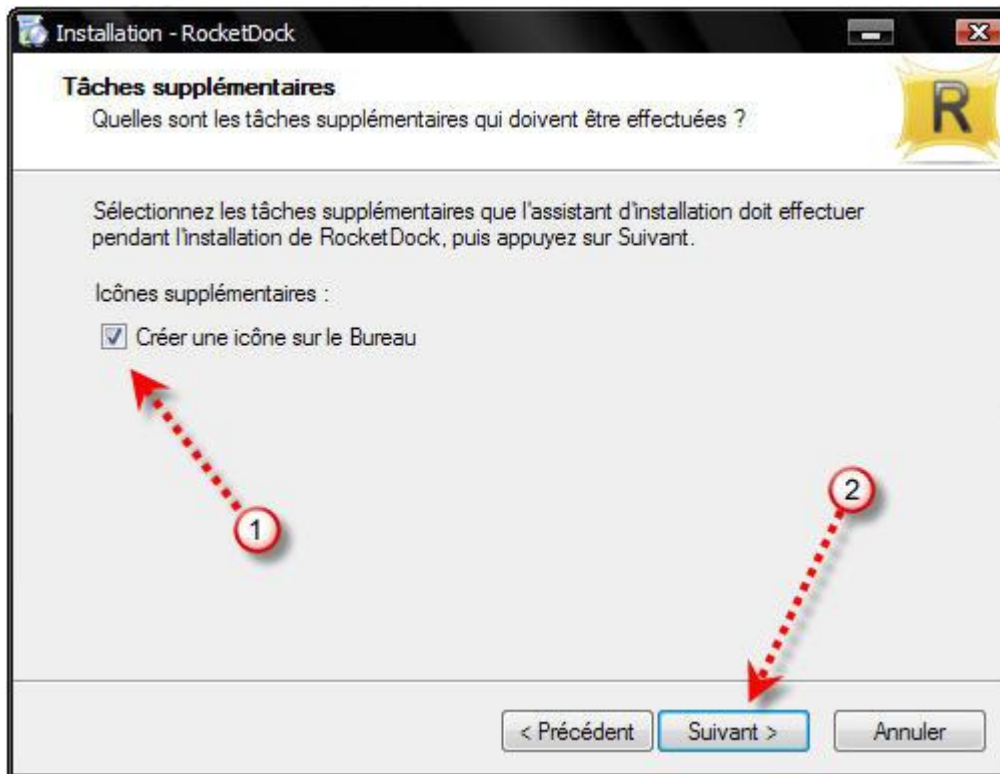 Installation - RocketDock
Tâches supplémentaires
Quelles sont les tâches supplémentaires qui doivent être effectuées ?
R
Sélectionnez les tâches supplémentaires que l'assistant d'installation doit effectuer
pendant l'installation de RocketDock, puis appuyez sur Suivant.
Icônes supplémentaires :
Créer une icône sur le Bureau
1
2
< Précédent
Suivant >
Annuler